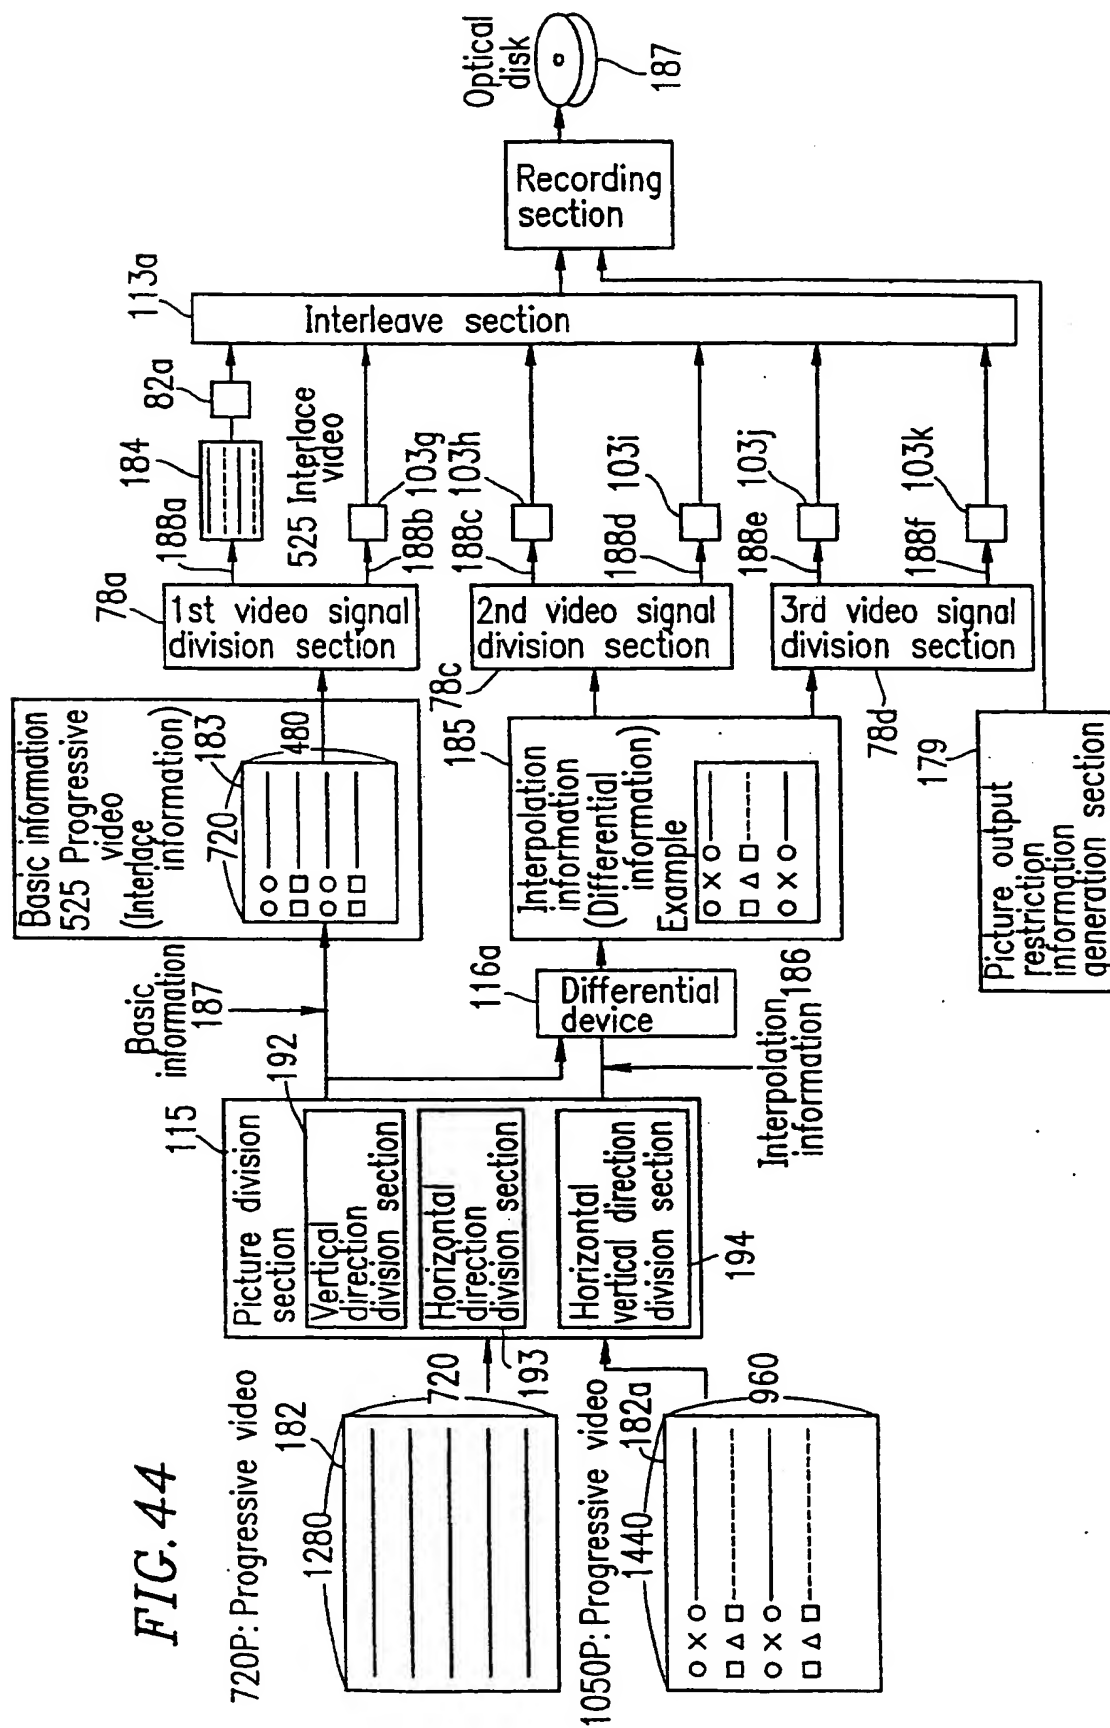 FIG. 44
720P: Progressive video
1280
182
720
1050P: Progressive video
1440
182a
960
115
Picture division
section
192
Vertical
direction
division section
Horizontal
direction
division section
193
Horizontal
vertical direction
division section
194
Basic
information
187
116a
Differential
device
Interpolation
information
186
Basic information
525 Progressive
video
(Interlace
information)
183
720
480
185
Interpolation
information
(Differential
information)
Example
179
Picture output
restriction
information
generation section
78a
1st video signal
division section
2nd video signal
division section
78c
3rd video signal
division section
78d
188a
184
82a
525 Interlace
video
188b
103g
188c
103h
188d
103i
188e
103j
188f
103k
113a
Interleave section
Recording
section
Optical
disk
187